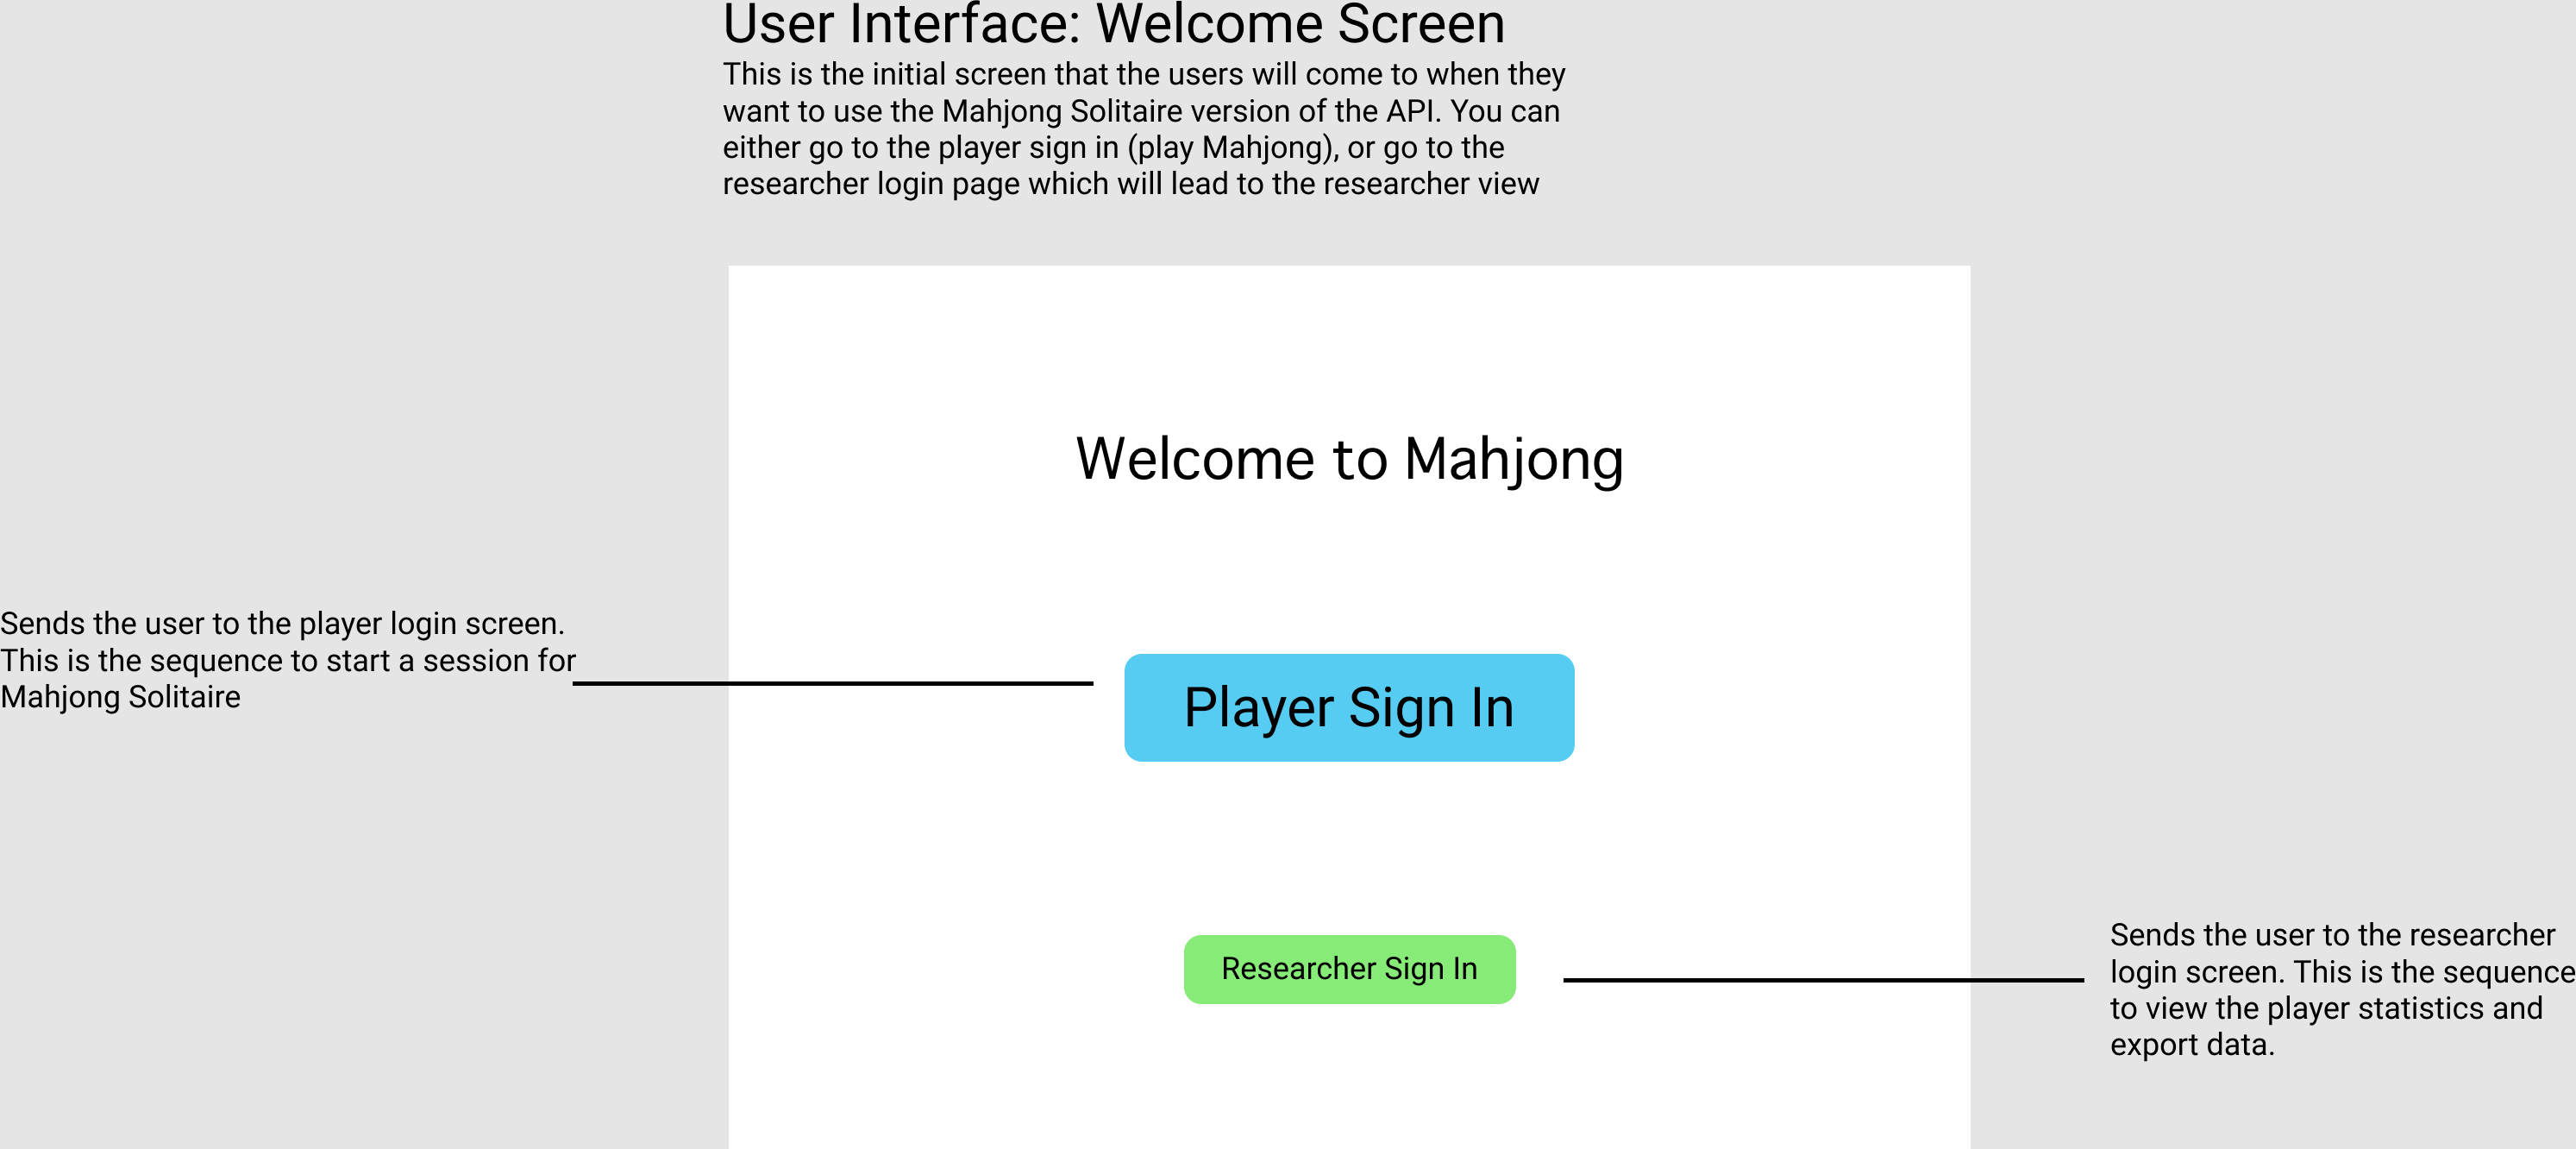 User Interface: Welcome Screen
This is the initial screen that the users will come to when they
want to use the Mahjong Solitaire version of the API. You can
either go to the player sign in (play Mahjong), or go to the
researcher login page which will lead to the researcher view
Welcome to Mahjong
Sends the user to the player login screen.
This is the sequence to start a session for
Mahjong Solitaire
Player Sign In
Researcher Sign In
Sends the user to the researcher
login screen. This is the sequence
to view the player statistics and
export data.